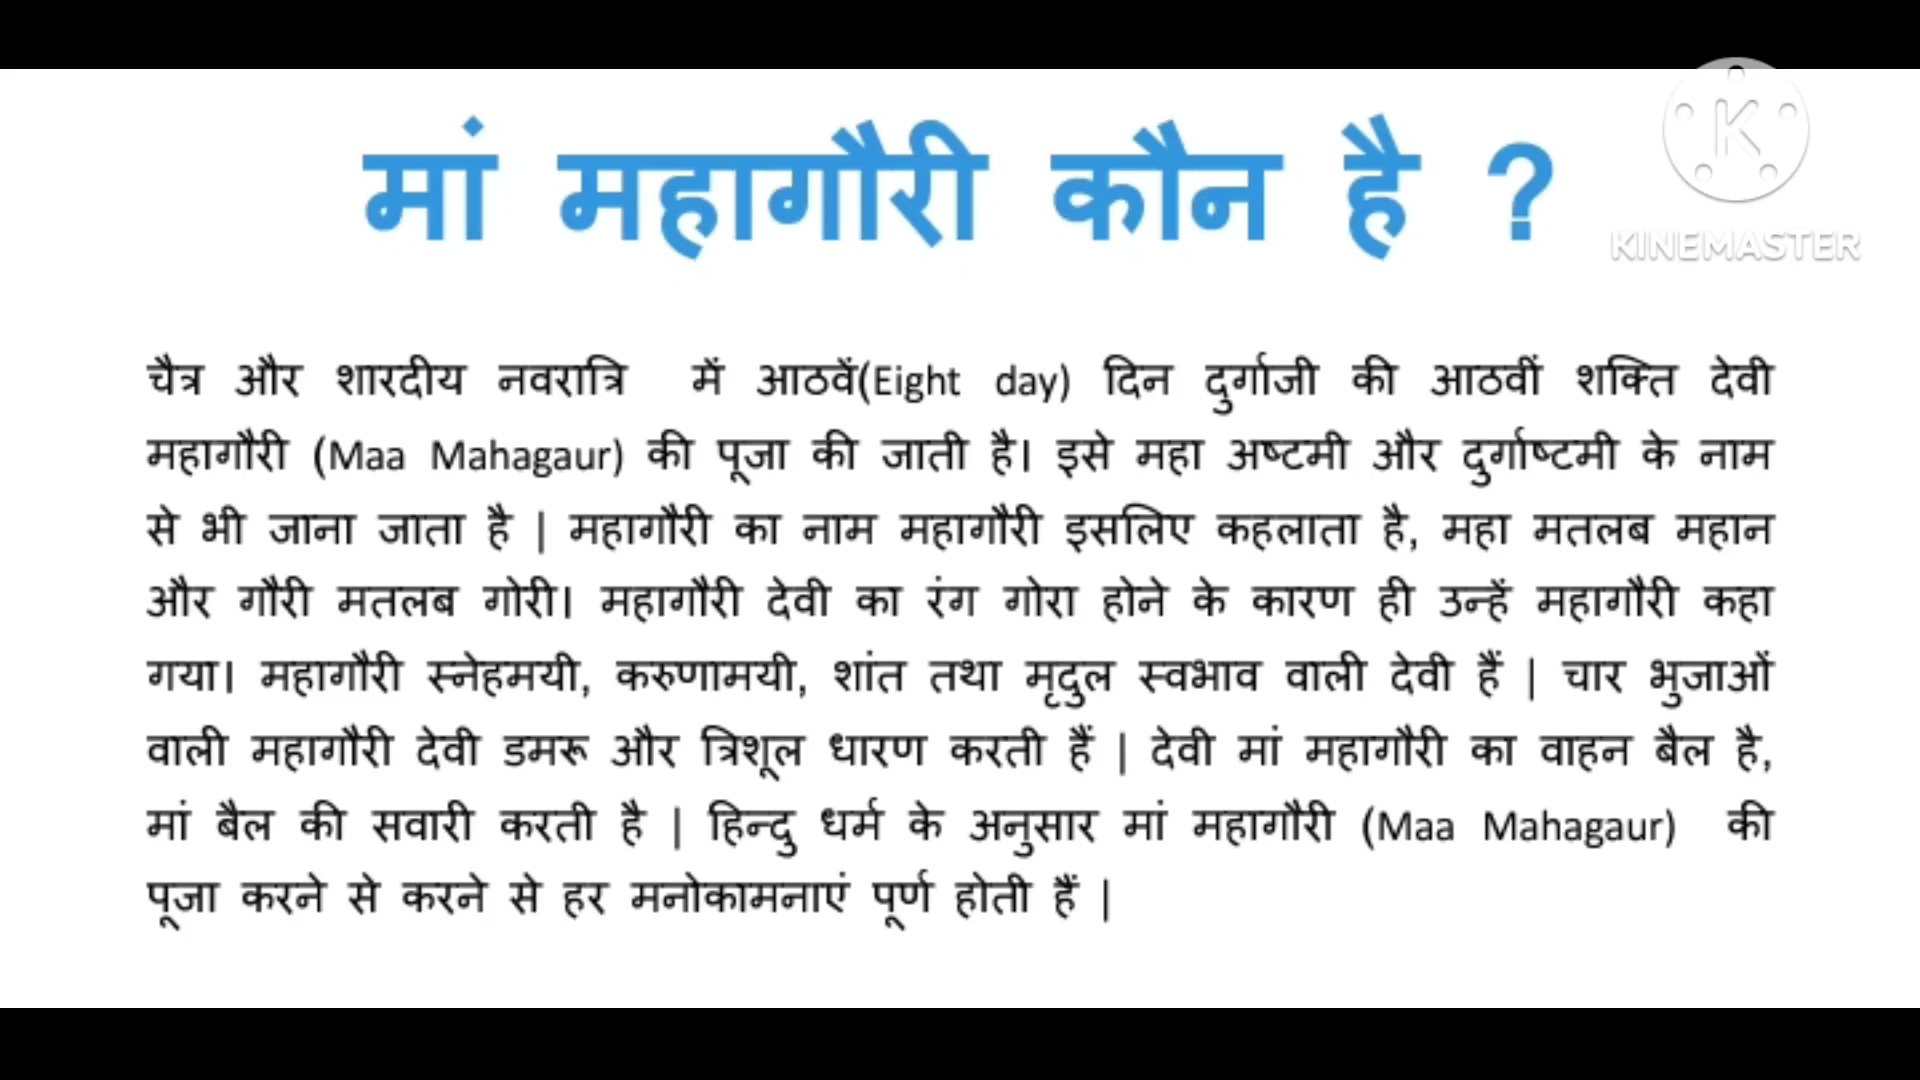 मां महागौरी कौन है ?
KINEMASTER
चैत्र और शारदीय नवरात्रि में आठवें(Eight day) दिन दुर्गाजी की आठवीं शक्ति देवी
महागौरी (Maa Mahagaur) की पूजा की जाती है। इसे महा अष्टमी और दुर्गाष्टमी के नाम
से भी जाना जाता है | महागौरी का नाम महागौरी इसलिए कहलाता है, महा मतलब महान
और गौरी मतलब गोरी। महागौरी देवी का रंग गोरा होने के कारण ही उन्हें महागौरी कहा
गया। महागौरी स्नेहमयी, करुणामयी, शांत तथा मृदुल स्वभाव वाली देवी हैं | चार भुजाओं
वाली महागौरी देवी डमरू और त्रिशूल धारण करती हैं | देवी मां महागौरी का वाहन बैल है,
मां बैल की सवारी करती है | हिन्दु धर्म के अनुसार मां महागौरी (Maa Mahagaur) की
पूजा करने से करने से हर मनोकामनाएं पूर्ण होती हैं |